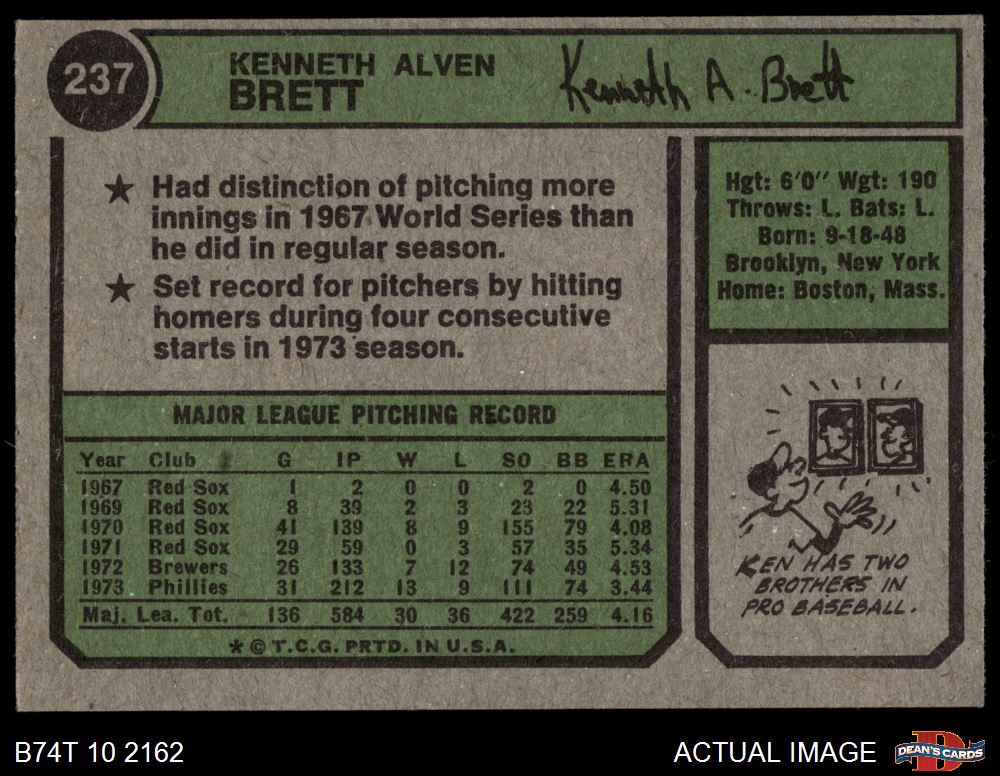 237
KENNETH ALVEN
BRETT
Kenneth A. Brett
★ Had distinction of pitching more
innings in 1967 World Series than
he did in regular season.
★ Set record for pitchers by hitting
homers during four consecutive
starts in 1973 season.
Hgt: 6'0" Wgt: 190
Throws: L. Bats: L.
Born: 9-18-48
Brooklyn, New York
Home: Boston, Mass.
MAJOR LEAGUE PITCHING RECORD
Year Club G IP W L SO BB ERA
1967 Red Sox 1 2 0 0 2 0 4.50
1969 Red Sox 8 39 2 3 23 22 5.31
1970 Red Sox 41 139 8 9 155 79 4.08
1971 Red Sox 29 59 0 3 57 35 5.34
1972 Brewers 26 133 7 12 74 49 4.53
1973 Phillies 31 212 13 9 111 74 3.44
Maj. Lea. Tot. 136 584 30 36 422 259 4.16
* © T.C.G. PRTD. IN U.S.A.
KEN HAS TWO
BROTHERS IN
PRO BASEBALL.
B74T 10 2162
ACTUAL IMAGE
D
DEAN'S CARDS